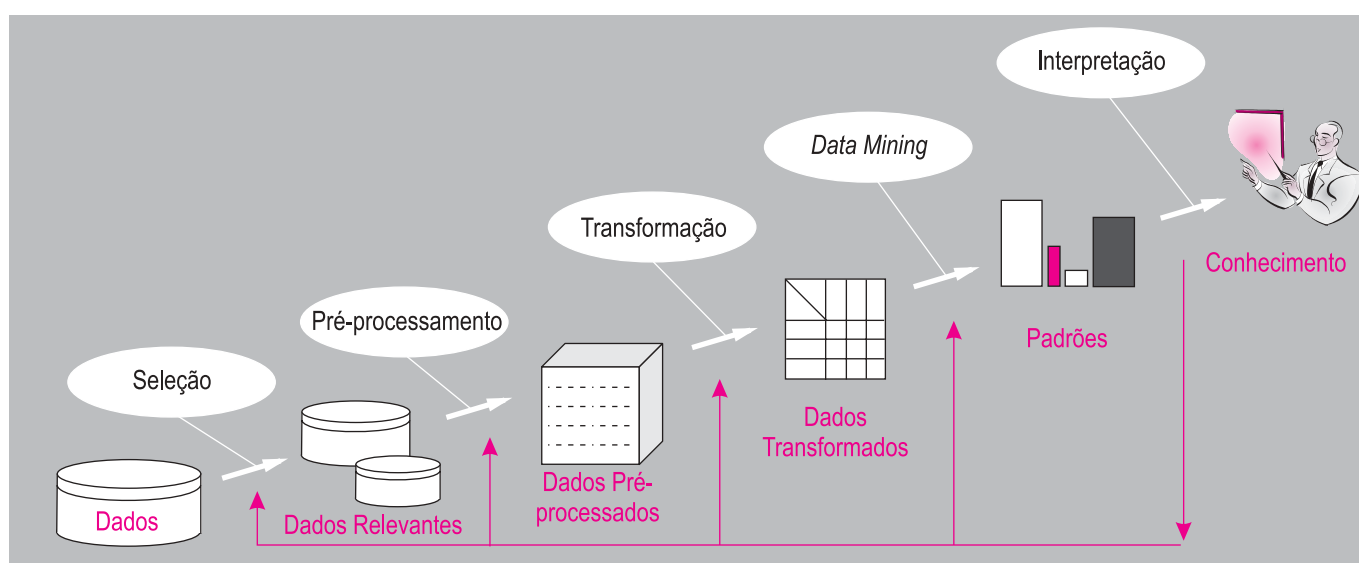 Interpretação
Data Mining
Transformação
Conhecimento
Pré-processamento
Padrões
Seleção
Dados
Transformados
Dados Pré-
processados
Dados
Dados Relevantes